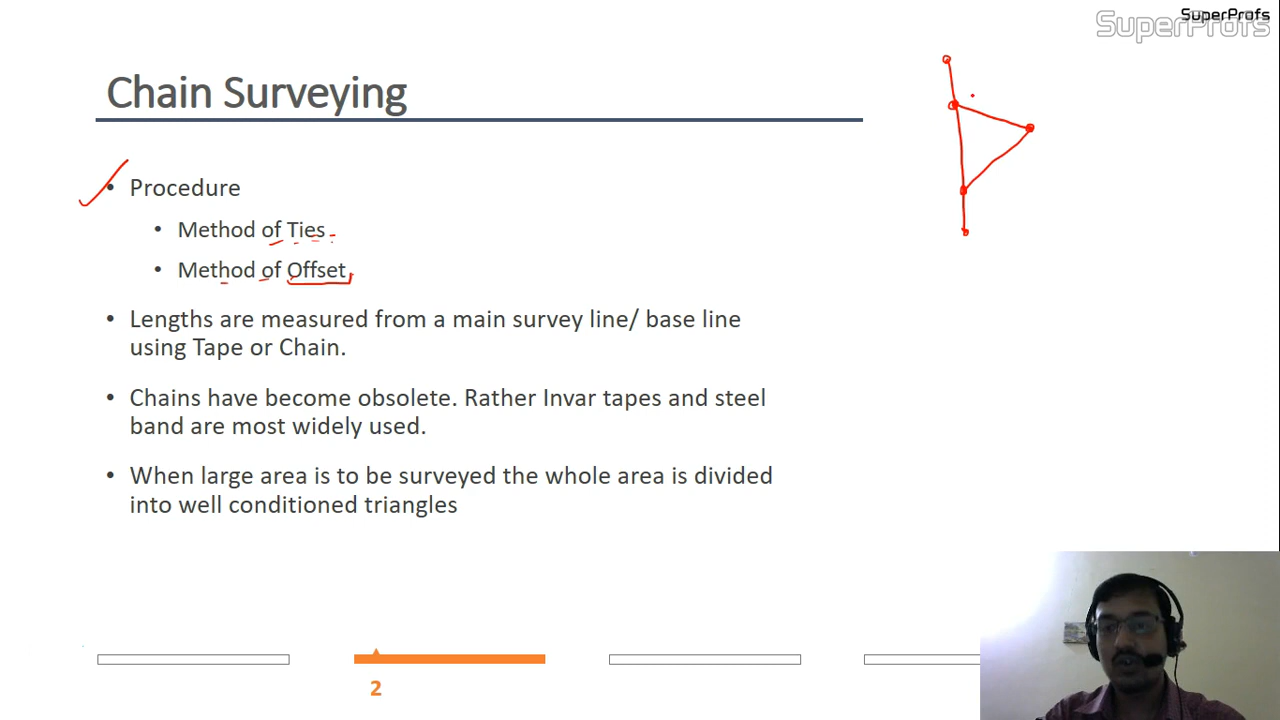 SuperProfs
SuperProfs
Chain Surveying
• Procedure
• Method of Ties
• Method of Offset
• Lengths are measured from a main survey line/ base line
using Tape or Chain.
• Chains have become obsolete. Rather Invar tapes and steel
band are most widely used.
• When large area is to be surveyed the whole area is divided
into well conditioned triangles
2